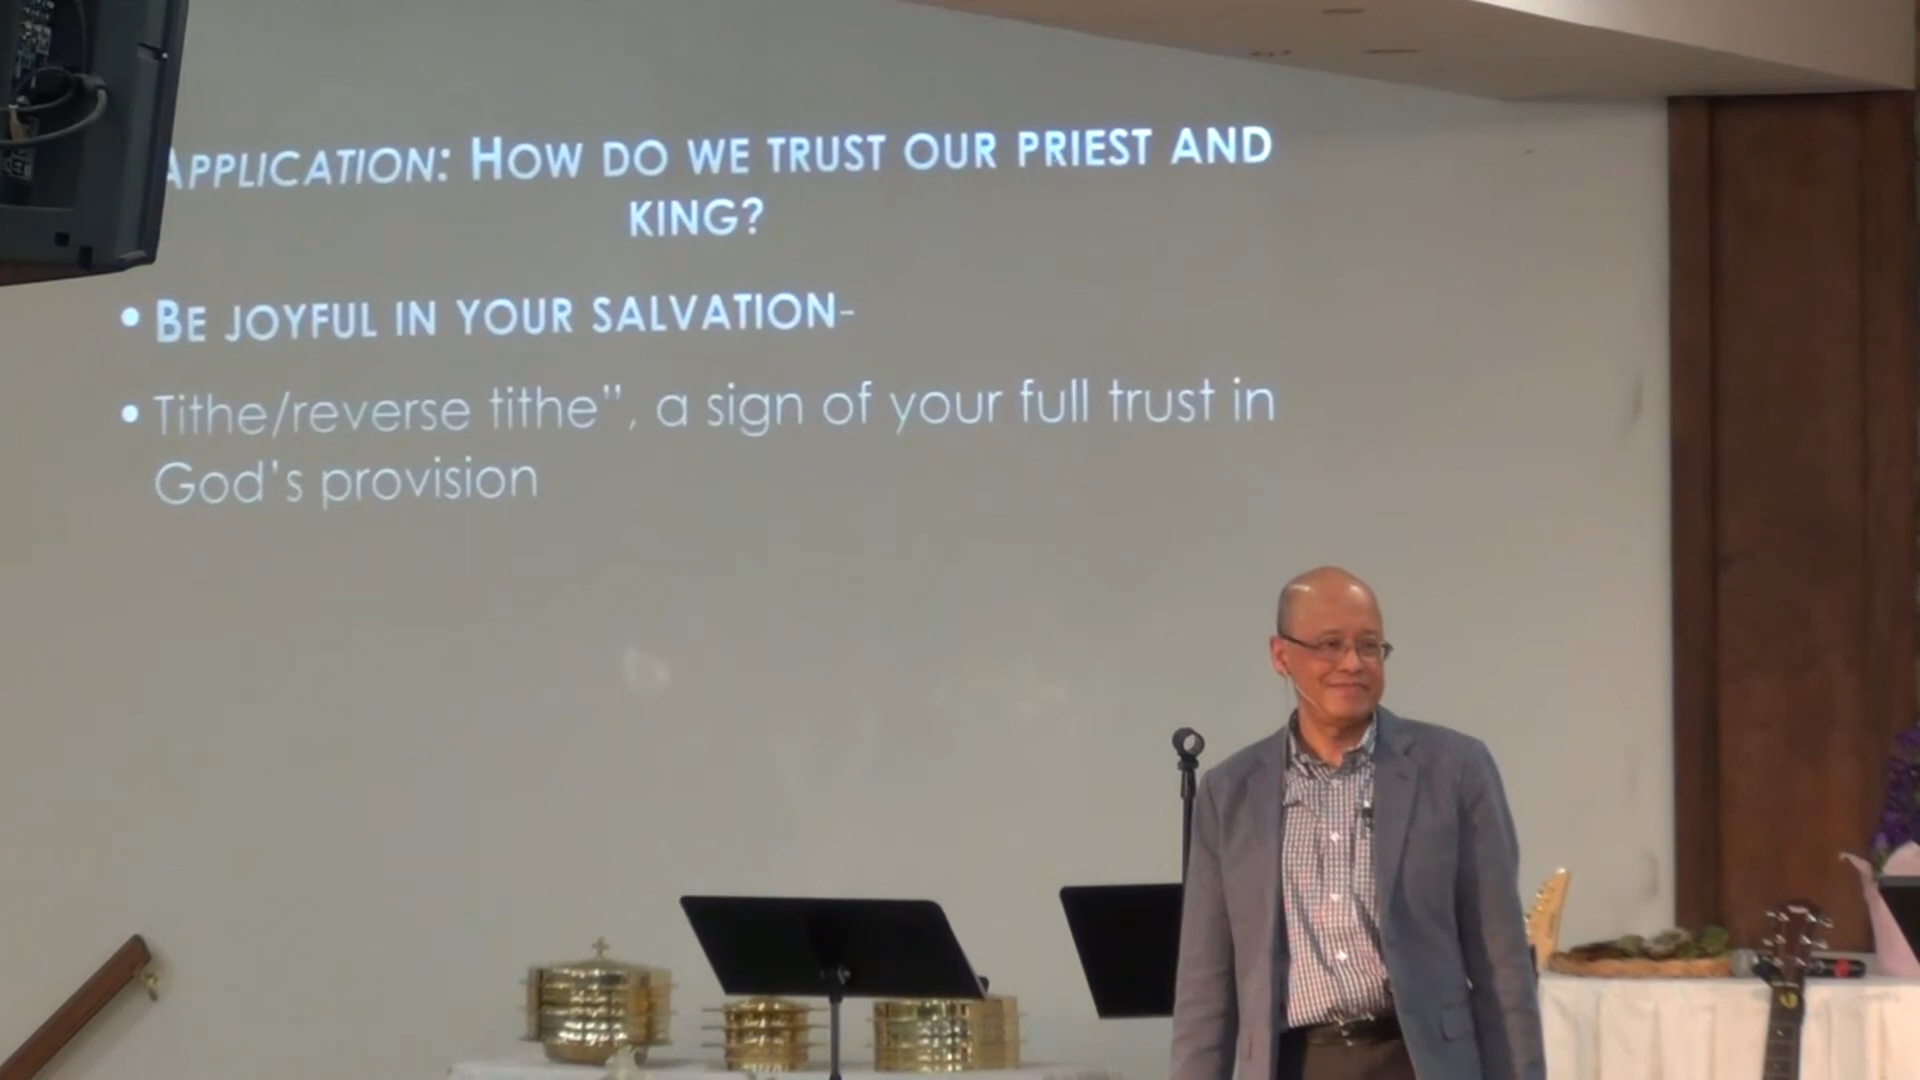 APPLICATION: HOW DO WE TRUST OUR PRIEST AND
KING?
• BE JOYFUL IN YOUR SALVATION-
• Tithe/reverse tithe”, a sign of your full trust in
God’s provision